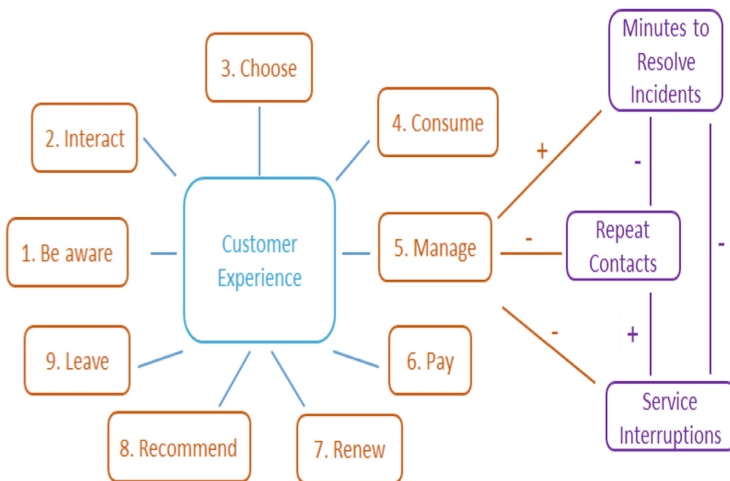 3. Choose
2. Interact
4. Consume
1. Be aware
Customer
Experience
5. Manage
9. Leave
6. Pay
8. Recommend
7. Renew
Minutes to
Resolve
Incidents
+
-
-
Repeat
Contacts
-
-
+
Service
Interruptions